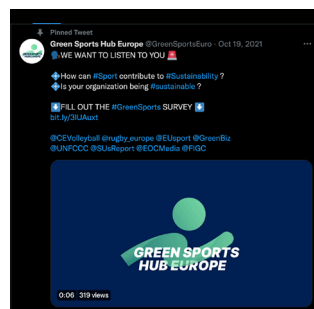 Pinned Tweet
Green Sports Hub Europe @GreenSportsEuro · Oct 19, 2021
WE WANT TO LISTEN TO YOU
How can #Sport contribute to #Sustainability ?
Is your organization being #sustainable ?
FILL OUT THE #GreenSports SURVEY
bit.ly/3lUAuxt
@CEVolleyball @rugby_europe @EUsport @GreenBiz
@UNFCCC @SUsReport @EOCMedia @FIGC
GREEN SPORTS
HUB EUROPE
0:06 319 views